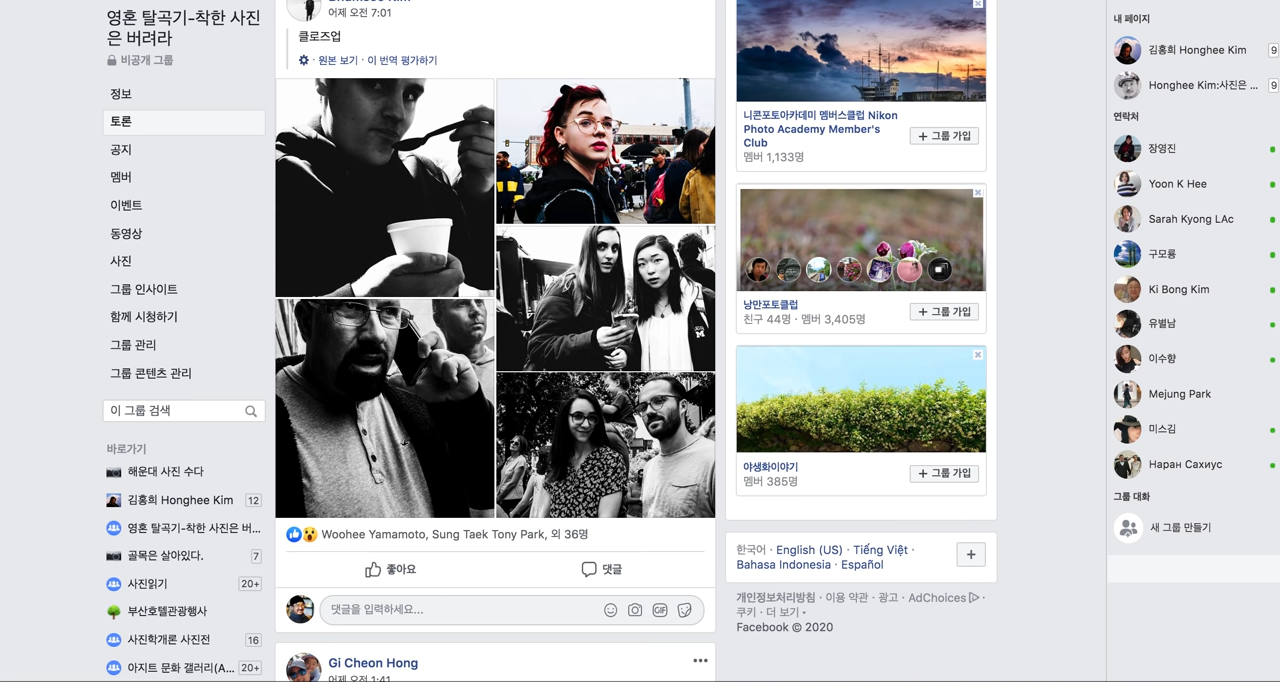 영혼 탈곡기-착한 사진
은 버려라
비공개 그룹
정보
토론
공지
멤버
이벤트
동영상
사진
그룹 인사이트
함께 시청하기
그룹 관리
그룹 콘텐츠 관리
이 그룹 검색
바로가기
해운대 사진 수다
김홍희 Honghee Kim 12
영혼 탈곡기-착한 사진은 버...
골목은 살아있다. 7
사진읽기 20+
부산호텔관광행사
사진학개론 사진전 16
아지트 문화 갤러리(A... 20+
어제 오전 7:01
클로즈업
· 원본 보기 · 이 번역 평가하기
Woohee Yamamoto, Sung Taek Tony Park, 외 36명
좋아요 댓글
댓글을 입력하세요...
GIF
Gi Cheon Hong
어제 오전 1:41
니콘포토아카데미 멤버스클럽 Nikon
Photo Academy Member's
Club
멤버 1,133명
+ 그룹 가입
낭만포토클럽
친구 44명 · 멤버 3,405명
+ 그룹 가입
야생화이야기
멤버 385명
+ 그룹 가입
한국어 · English (US) · Tiếng Việt ·
Bahasa Indonesia · Español
+
개인정보처리방침 · 이용 약관 · 광고 · AdChoices ·
쿠키 · 더 보기
Facebook © 2020
내 페이지
김홍희 Honghee Kim 9
Honghee Kim:사진은 ... 9
연락처
장영진
Yoon K Hee
Sarah Kyong LAc
구모룡
Ki Bong Kim
유별남
이수향
Mejung Park
미스김
Наран Сахиус
그룹 대화
새 그룹 만들기